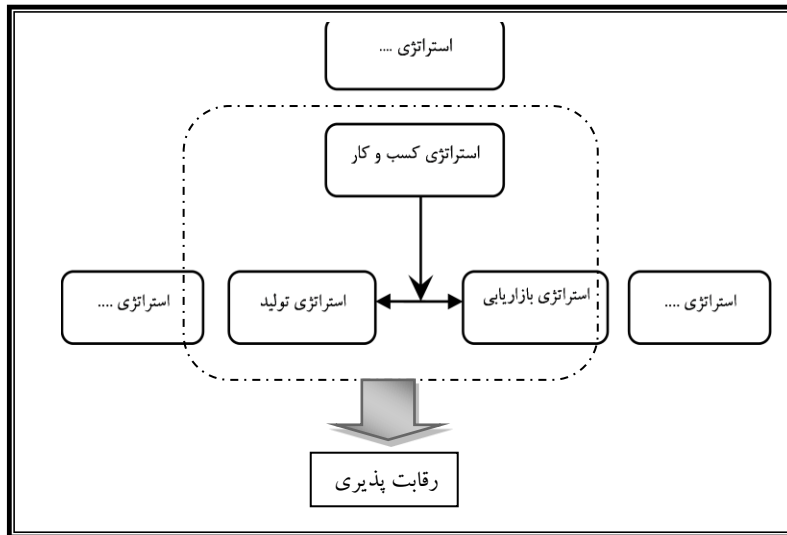 استراتژی ....
استراتژی کسب و کار
استراتژی ....
استراتژی بازاریابی
استراتژی تولید
استراتژی ....
رقابت پذیری